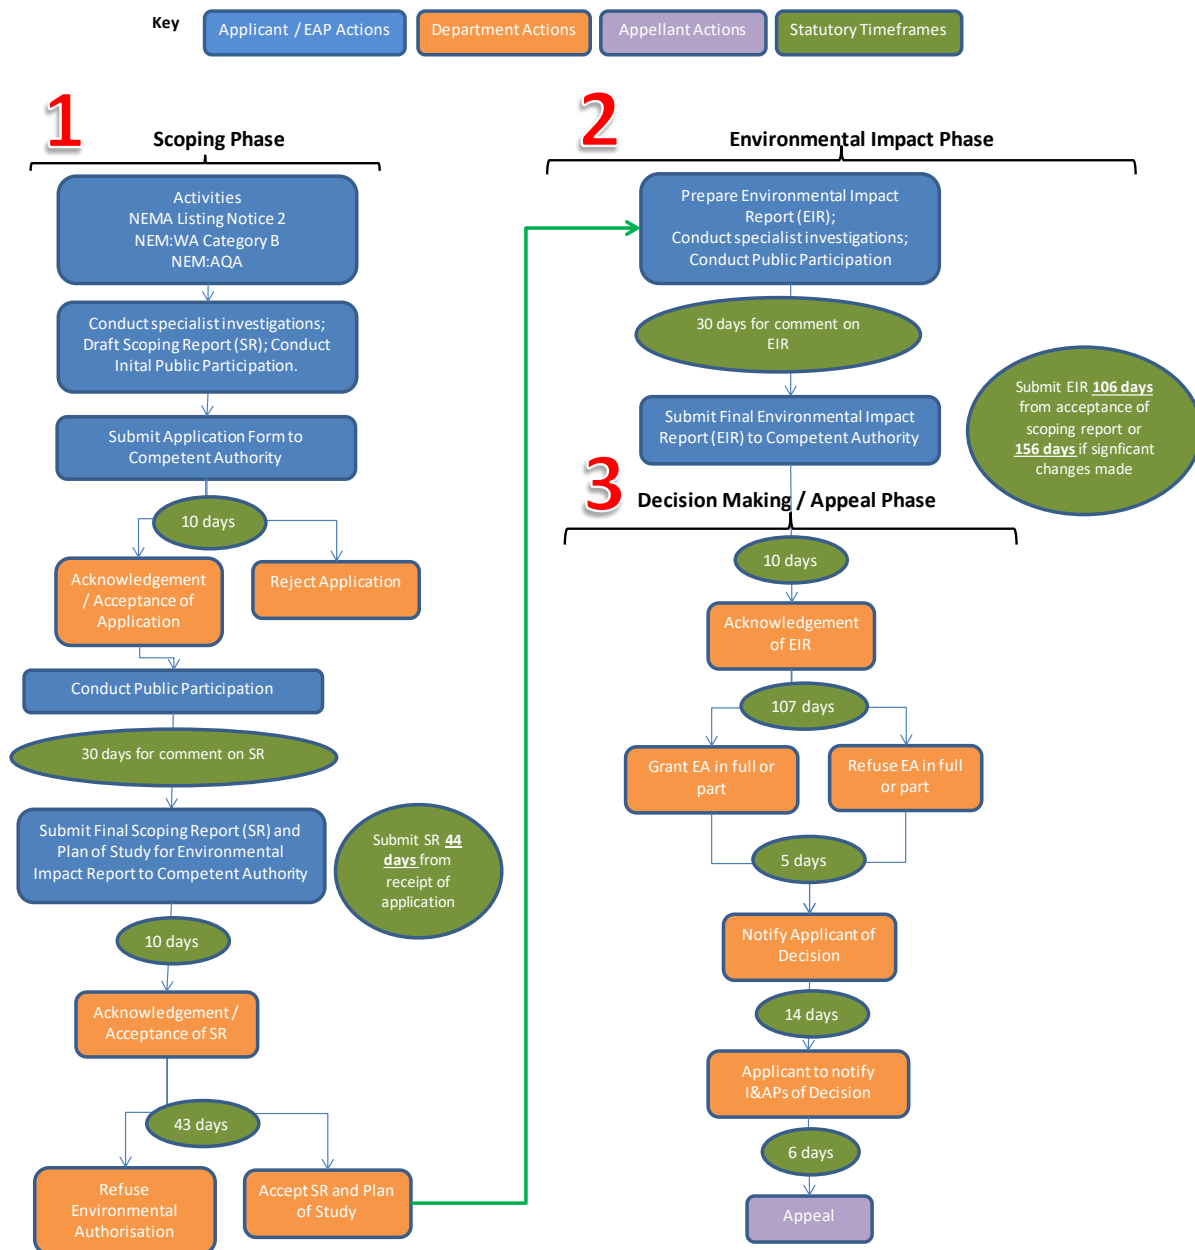 Key
Applicant / EAP Actions
Department Actions
Appellant Actions
Statutory Timeframes
1
Scoping Phase
Activities
NEMA Listing Notice 2
NEM:WA Category B
NEM:AQA
Conduct specialist investigations;
Draft Scoping Report (SR); Conduct
Inital Public Participation.
Submit Application Form to
Competent Authority
10 days
Acknowledgement
/ Acceptance of
Application
Reject Application
Conduct Public Participation
30 days for comment on SR
Submit Final Scoping Report (SR) and
Plan of Study for Environmental
Impact Report to Competent Authority
Submit SR 44
days from
receipt of
application
10 days
Acknowledgement /
Acceptance of SR
43 days
Refuse
Environmental
Authorisation
Accept SR and Plan
of Study
2
Environmental Impact Phase
Prepare Environmental Impact
Report (EIR);
Conduct specialist investigations;
Conduct Public Participation
30 days for comment on
EIR
Submit Final Environmental Impact
Report (EIR) to Competent Authority
Submit EIR 106 days
from acceptance of
scoping report or
156 days if signficant
changes made
3
Decision Making / Appeal Phase
10 days
Acknowledgement
of EIR
107 days
Grant EA in full or
part
Refuse EA in full
or part
5 days
Notify Applicant of
Decision
14 days
Applicant to notify
I&APs of Decision
6 days
Appeal